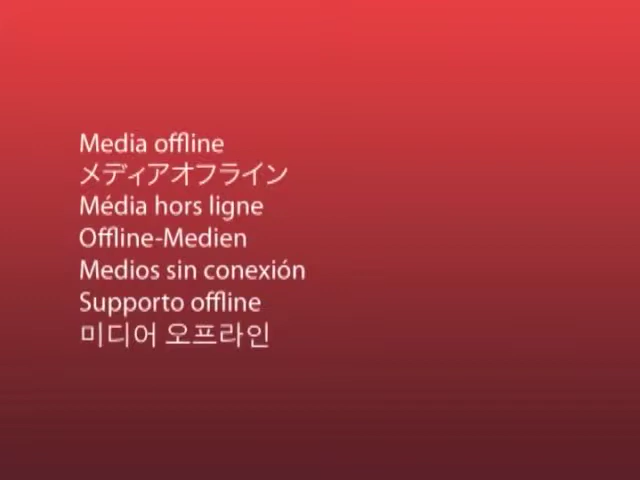 Media offline
メディアオフライン
Média hors ligne
Offline-Medien
Medios sin conexión
Supporto offline
미디어 오프라인